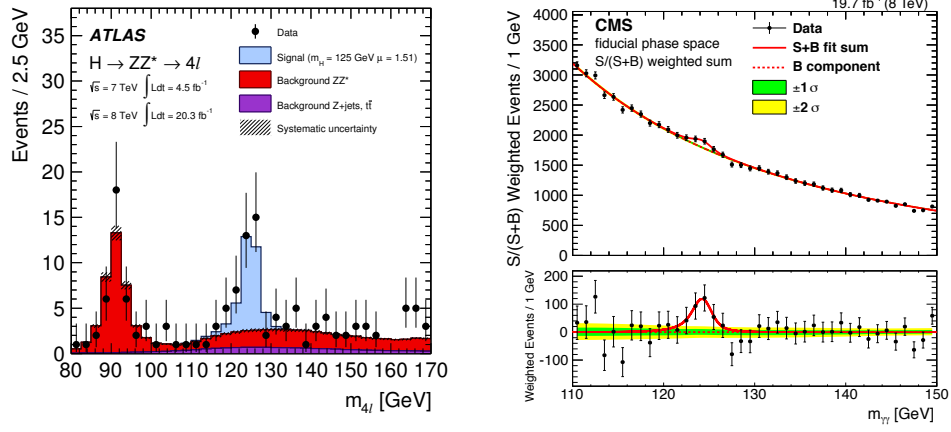 Events / 2.5 GeV
ATLAS
H → ZZ* → 4l
√s = 7 TeV ∫ Ldt = 4.5 fb⁻¹
√s = 8 TeV ∫ Ldt = 20.3 fb⁻¹
Data
Signal (m_H = 125 GeV μ = 1.51)
Background ZZ*
Background Z+jets, tt̄
Systematic uncertainty
35
30
25
20
15
10
5
0
80 90 100 110 120 130 140 150 160 170
m₄l [GeV]
19.7 fb⁻¹ (8 TeV)
S/(S+B) Weighted Events / 1 GeV
CMS
fiducial phase space
S/(S+B) weighted sum
Data
S+B fit sum
B component
±1 σ
±2 σ
4000
3500
3000
2500
2000
1500
1000
500
0
Weighted Events / 1 GeV
200
100
0
-100
110 120 130 140 150
m_γγ [GeV]